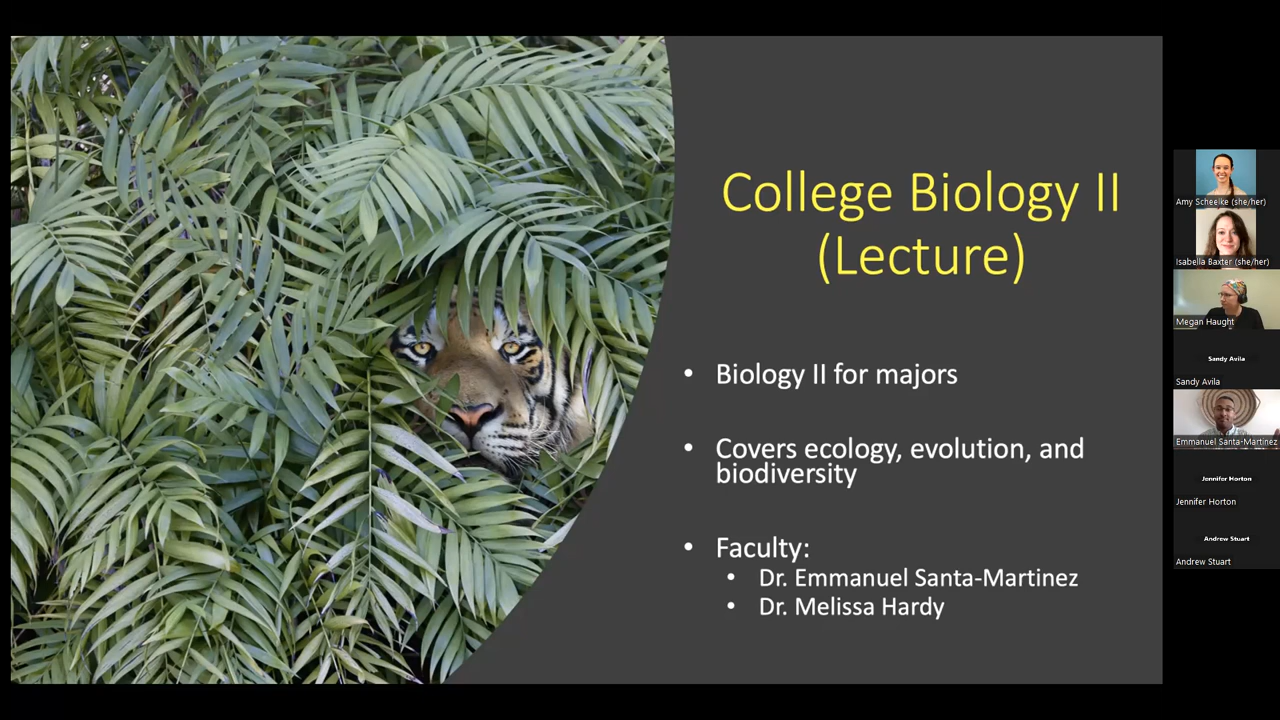 College Biology II
(Lecture)
• Biology II for majors
• Covers ecology, evolution, and
biodiversity
• Faculty:
• Dr. Emmanuel Santa-Martinez
• Dr. Melissa Hardy
Amy Scheelke (she/her)
Isabella Baxter (she/her)
Megan Haught
Sandy Avila
Sandy Avila
Emmanuel Santa-Martinez
Jennifer Horton
Jennifer Horton
Andrew Stuart
Andrew Stuart